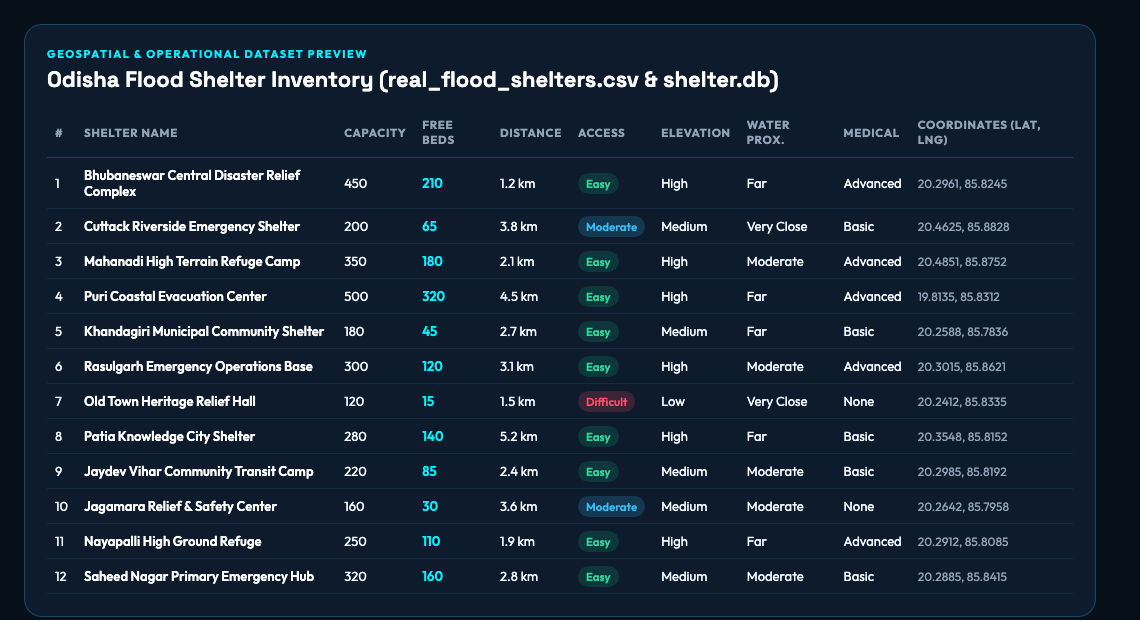 GEOSPATIAL & OPERATIONAL DATASET PREVIEW
Odisha Flood Shelter Inventory (real_flood_shelters.csv & shelter.db)
# SHELTER NAME CAPACITY FREE BEDS DISTANCE ACCESS ELEVATION WATER PROX. MEDICAL COORDINATES (LAT, LNG)
1 Bhubaneswar Central Disaster Relief Complex 450 210 1.2 km Easy High Far Advanced 20.2961, 85.8245
2 Cuttack Riverside Emergency Shelter 200 65 3.8 km Moderate Medium Very Close Basic 20.4625, 85.8828
3 Mahanadi High Terrain Refuge Camp 350 180 2.1 km Easy High Moderate Advanced 20.4851, 85.8752
4 Puri Coastal Evacuation Center 500 320 4.5 km Easy High Far Advanced 19.8135, 85.8312
5 Khandagiri Municipal Community Shelter 180 45 2.7 km Easy Medium Far Basic 20.2588, 85.7836
6 Rasulgarh Emergency Operations Base 300 120 3.1 km Easy High Moderate Advanced 20.3015, 85.8621
7 Old Town Heritage Relief Hall 120 15 1.5 km Difficult Low Very Close None 20.2412, 85.8335
8 Patia Knowledge City Shelter 280 140 5.2 km Easy High Far Basic 20.3548, 85.8152
9 Jaydev Vihar Community Transit Camp 220 85 2.4 km Easy Medium Moderate Basic 20.2985, 85.8192
10 Jagamara Relief & Safety Center 160 30 3.6 km Moderate Medium Moderate None 20.2642, 85.7958
11 Nayapalli High Ground Refuge 250 110 1.9 km Easy High Far Advanced 20.2912, 85.8085
12 Saheed Nagar Primary Emergency Hub 320 160 2.8 km Easy Medium Moderate Basic 20.2885, 85.8415